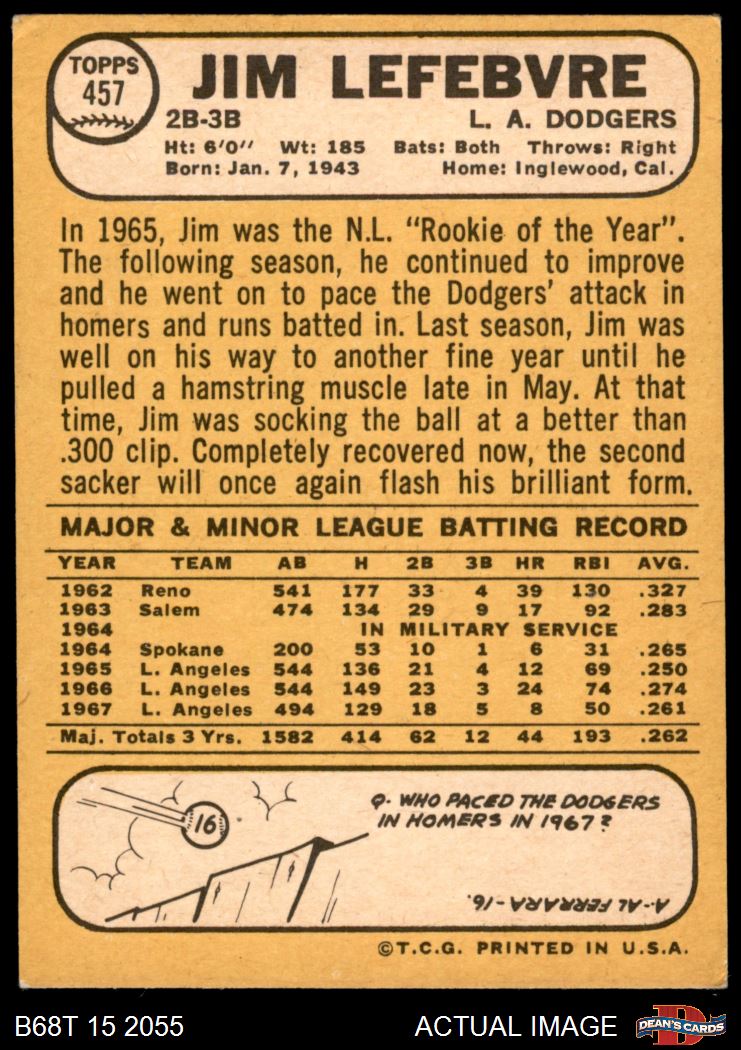 TOPPS
457
JIM LEFEBVRE
2B-3B L. A. DODGERS
Ht: 6'0" Wt: 185 Bats: Both Throws: Right
Born: Jan. 7, 1943 Home: Inglewood, Cal.
In 1965, Jim was the N.L. "Rookie of the Year".
The following season, he continued to improve
and he went on to pace the Dodgers' attack in
homers and runs batted in. Last season, Jim was
well on his way to another fine year until he
pulled a hamstring muscle late in May. At that
time, Jim was socking the ball at a better than
.300 clip. Completely recovered now, the second
sacker will once again flash his brilliant form.
MAJOR & MINOR LEAGUE BATTING RECORD
YEAR TEAM AB H 2B 3B HR RBI AVG.
1962 Reno 541 177 33 4 39 130 .327
1963 Salem 474 134 29 9 17 92 .283
1964 IN MILITARY SERVICE
1964 Spokane 200 53 10 1 6 31 .265
1965 L. Angeles 544 136 21 4 12 69 .250
1966 L. Angeles 544 149 23 3 24 74 .274
1967 L. Angeles 494 129 18 5 8 50 .261
Maj. Totals 3 Yrs. 1582 414 62 12 44 193 .262
16
Q- WHO PACED THE DODGERS
IN HOMERS IN 1967?
A- AL FERRARA-16.
©T.C.G. PRINTED IN U.S.A.
B68T 15 2055 ACTUAL IMAGE
D
DEAN'S CARDS